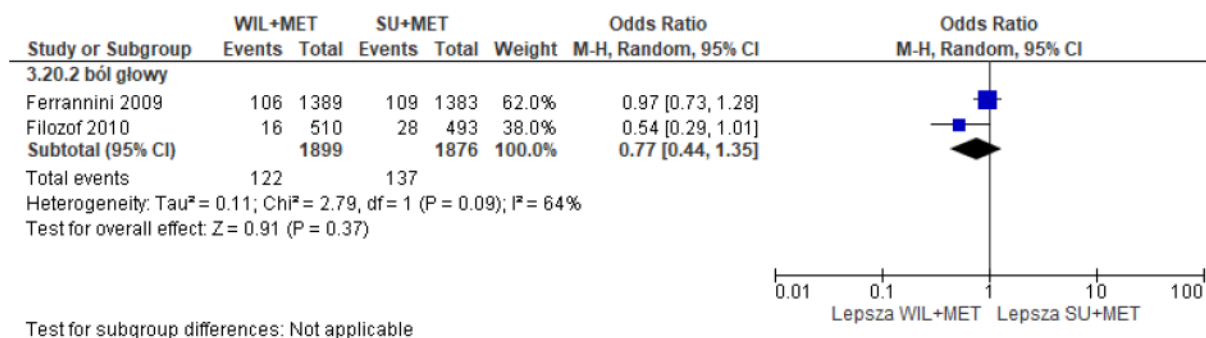 WIL+MET SU+MET Odds Ratio Odds Ratio
Study or Subgroup Events Total Events Total Weight M-H, Random, 95% CI M-H, Random, 95% CI
3.20.2 ból głowy
Ferrannini 2009 106 1389 109 1383 62.0% 0.97 [0.73, 1.28]
Filozof 2010 16 510 28 493 38.0% 0.54 [0.29, 1.01]
Subtotal (95% CI) 1899 1876 100.0% 0.77 [0.44, 1.35]
Total events 122 137
Heterogeneity: Tau² = 0.11; Chi² = 2.79, df = 1 (P = 0.09); I² = 64%
Test for overall effect: Z = 0.91 (P = 0.37)
0.01 0.1 1 10 100
Lepsza WIL+MET Lepsza SU+MET
Test for subgroup differences: Not applicable